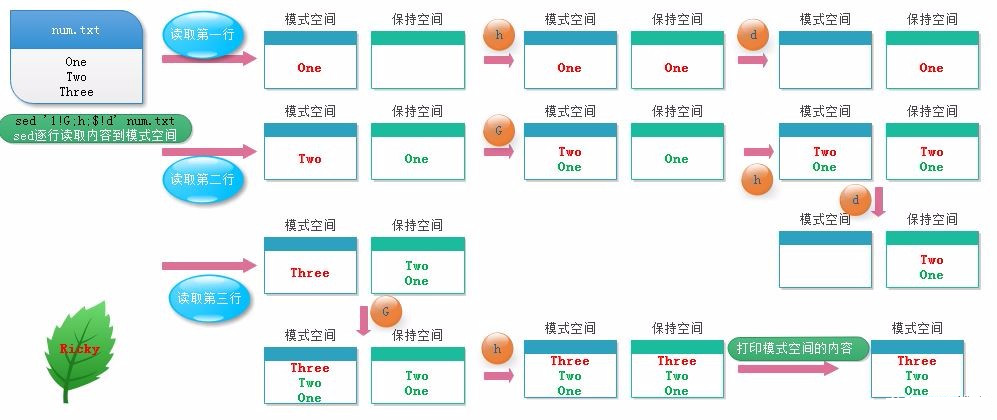 num.txt
One
Two
Three
sed '1!G;h;$!d' num.txt
sed逐行读取内容到模式空间
读取第一行
模式空间
保持空间
One
h
模式空间
保持空间
One
One
d
模式空间
保持空间
One
读取第二行
模式空间
保持空间
Two
One
G
模式空间
保持空间
Two
One
One
h
模式空间
保持空间
Two
One
Two
One
d
模式空间
保持空间
Two
One
读取第三行
模式空间
保持空间
Three
Two
One
G
模式空间
保持空间
Three
Two
One
Two
One
h
模式空间
保持空间
Three
Two
One
Three
Two
One
打印模式空间的内容
模式空间
Three
Two
One
Ricky